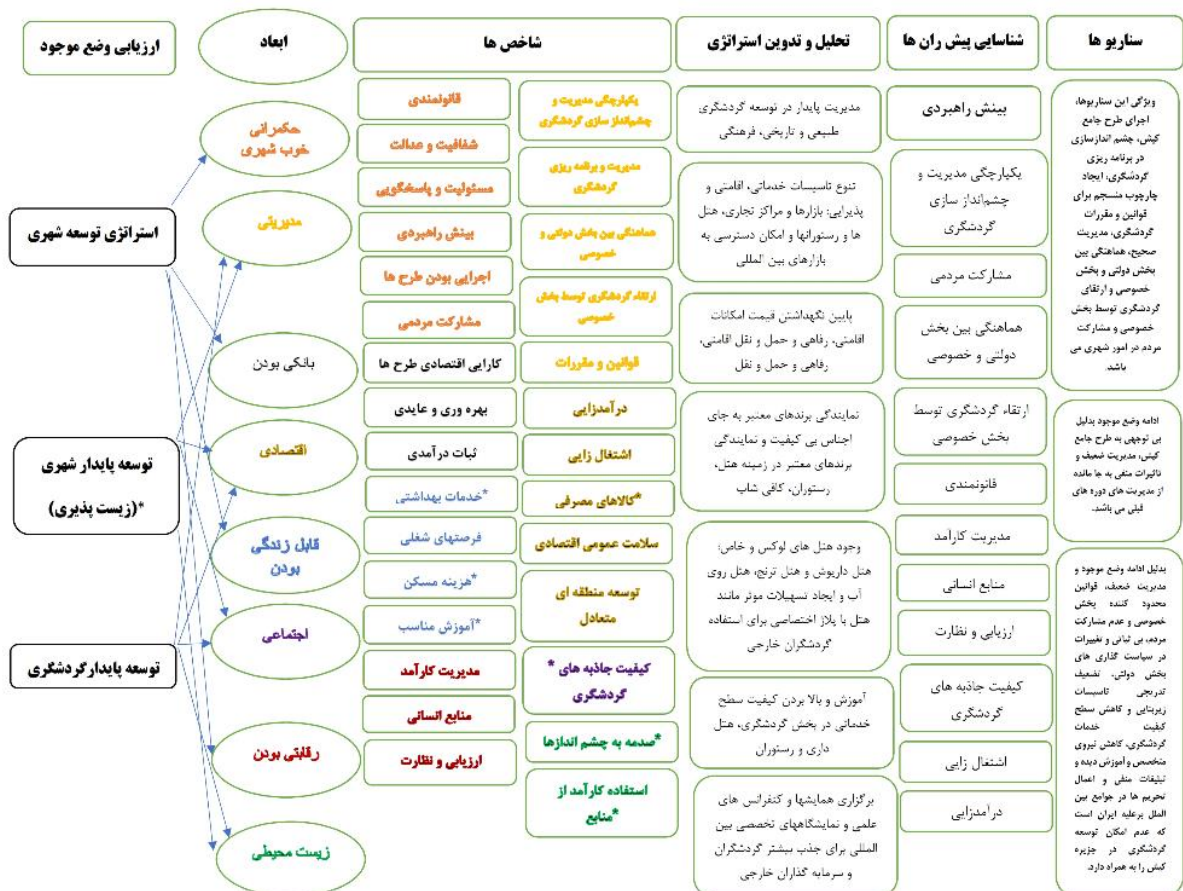 سناریو ها
شناسایی پیش ران ها
تحلیل و تدوین استراتژی
شاخص ها
ابعاد
ارزیابی وضع موجود
ویژگی این سناریوها،
اجرای طرح جامع
کیش، چشم اندازسازی
در برنامه ریزی
گردشگری، ایجاد
چارچوب منسجم برای
قوانین و مقررات
گردشگری، مدیریت
صحیح، هماهنگی بین
بخش دولتی و بخش
خصوصی و ارتقای
گردشگری توسط بخش
خصوصی و مشارکت
مردم در امور شهری می
باشد.
ادامه وضع موجود بدلیل
بی توجهی به طرح جامع
کیش، مدیریت ضعیف و
تاثیرات منفی به جا مانده
از مدیریت های دوره های
قبلی می باشد.
بدلیل ادامه وضع موجود و
مدیریت ضعیف، قوانین
محدود کننده بخش
خصوصی و عدم مشارکت
مردم، بی ثباتی و تغییرات
در سیاست گذاری های
بخش دولتی، تضعیف
تدریجی تاسیسات
زیربنایی و کاهش سطح
کیفیت خدمات
گردشگری، کاهش نیروی
متخصص و آموزش دیده و
تبلیغات منفی و اعمال
تحریم ها در جوامع بین
الملل برعلیه ایران است
که عدم امکان توسعه
گردشگری در جزیره
کیش را به همراه دارد.
بینش راهبردی
یکپارچگی مدیریت و
چشم‌انداز سازی
گردشگری
مشارکت مردمی
هماهنگی بین بخش
دولتی و خصوصی
ارتقاء گردشگری توسط
بخش خصوصی
قانونمندی
مدیریت کارآمد
منابع انسانی
ارزیابی و نظارت
کیفیت جاذبه های
گردشگری
اشتغال زایی
درآمدزایی
مدیریت پایدار در توسعه گردشگری
طبیعی و تاریخی، فرهنگی
تنوع تاسیسات خدماتی، اقامتی و
پذیرایی: بازارها و مراکز تجاری، هتل
ها و رستورانها و امکان دسترسی به
بازارهای بین المللی
پایین نگهداشتن قیمت امکانات
اقامتی، رفاهی و حمل و نقل اقامتی،
رفاهی و حمل و نقل
نمایندگی برندهای معتبر به جای
اجناس بی کیفیت و نمایندگی
برندهای معتبر در زمینه هتل،
رستوران، کافی شاپ
وجود هتل های لوکس و خاص:
هتل داریوش و هتل ترنج، هتل روی
آب و ایجاد تسهیلات موثر مانند
هتل با پلاژ اختصاصی برای استفاده
گردشگران خارجی
آموزش و بالا بردن کیفیت سطح
خدماتی در بخش گردشگری، هتل
داری و رستوران
برگزاری همایشها و کنفرانس های
علمی و نمایشگاههای تخصصی بین
المللی برای جذب بیشتر گردشگران
و سرمایه گذاران خارجی
یکپارچگی مدیریت و
چشم‌انداز سازی گردشگری
مدیریت و برنامه ریزی
گردشگری
هماهنگی بین بخش دولتی و
خصوصی
ارتقاء گردشگری توسط بخش
خصوصی
قوانین و مقررات
درآمدزایی
اشتغال زایی
*کالاهای مصرفی
سلامت عمومی اقتصادی
توسعه منطقه ای
متعادل
کیفیت جاذبه های *
گردشگری
*صدمه به چشم اندازها
استفاده کارآمد از
منابع*
قانونمندی
شفافیت و عدالت
مسئولیت و پاسخگویی
بینش راهبردی
اجرایی بودن طرح ها
مشارکت مردمی
کارایی اقتصادی طرح ها
بهره وری و عایدی
ثبات درآمدی
*خدمات بهداشتی
فرصتهای شغلی
*هزینه مسکن
*آموزش مناسب
مدیریت کارآمد
منابع انسانی
ارزیابی و نظارت
حکمرانی
خوب شهری
مدیریتی
بانکی بودن
اقتصادی
قابل زندگی
بودن
اجتماعی
رقابتی بودن
زیست محیطی
استراتژی توسعه شهری
توسعه پایدار شهری
*(زیست پذیری)
توسعه پایدارگردشگری